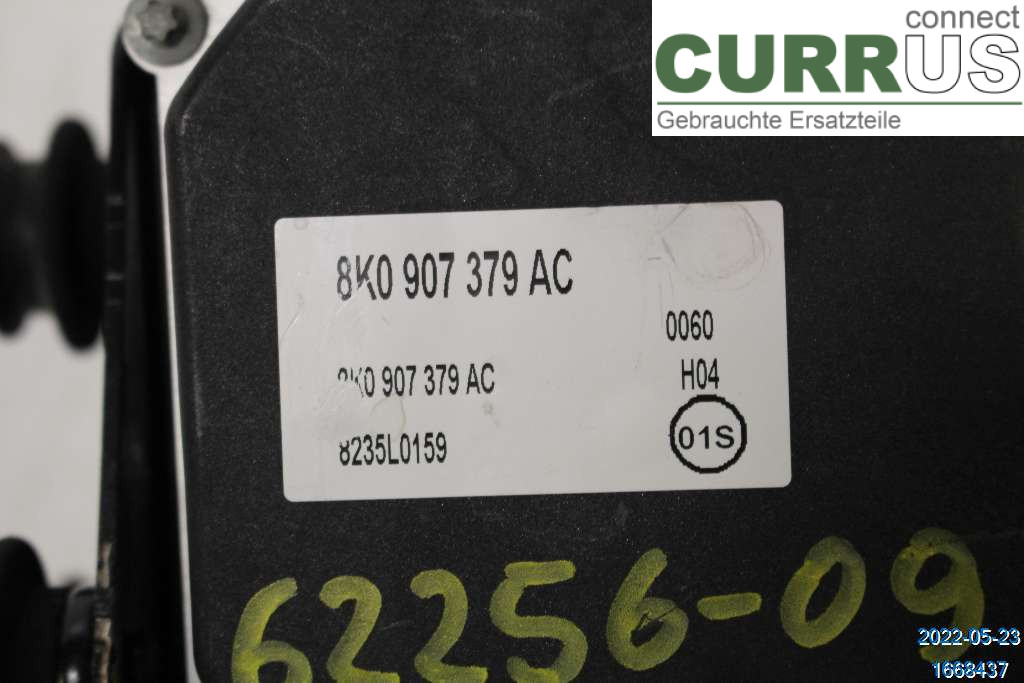 connect
CURRUS
Gebrauchte Ersatzteile
8K0 907 379 AC
0060
8K0 907 379 AC
H04
8235L0159
01S
62256-09
2022-05-23
1668437